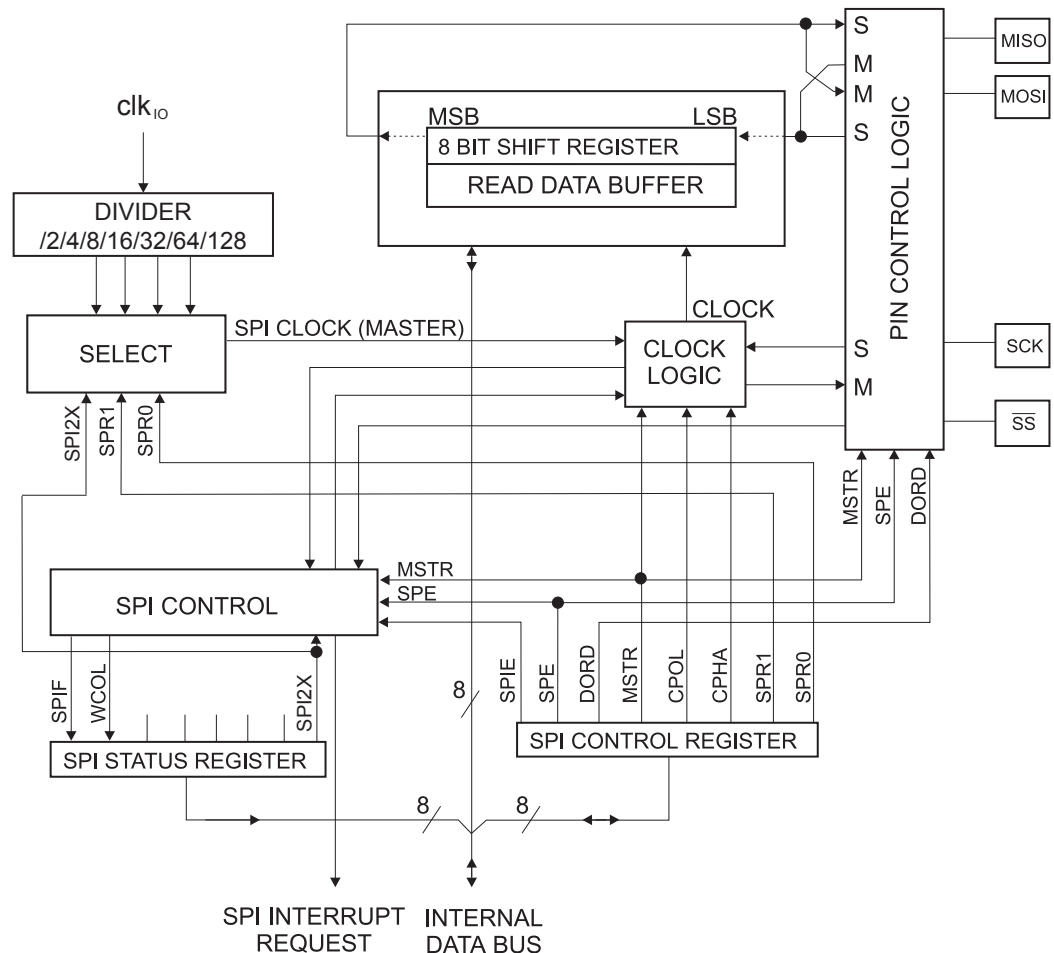 S
MISO
M
M
MOSI
S
clk IO
MSB
LSB
8 BIT SHIFT REGISTER
READ DATA BUFFER
PIN CONTROL LOGIC
DIVIDER
/2/4/8/16/32/64/128
SPI CLOCK (MASTER)
CLOCK
SELECT
CLOCK
LOGIC
S
M
SCK
SS
SPI2X
SPR1
SPR0
MSTR
SPE
DORD
SPI CONTROL
MSTR
SPE
SPIF
WCOL
SPI2X
8
SPIE
SPE
DORD
MSTR
CPOL
CPHA
SPR1
SPR0
SPI STATUS REGISTER
SPI CONTROL REGISTER
8
8
SPI INTERRUPT
REQUEST
INTERNAL
DATA BUS